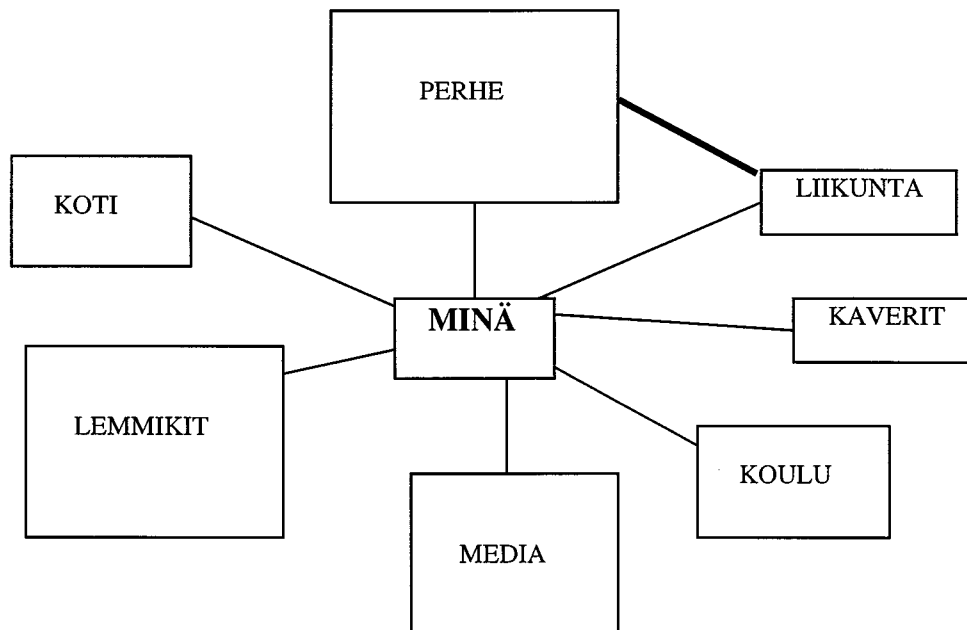 PERHE
LIIKUNTA
KOTI
MINÄ
KAVERIT
LEMMIKIT
KOULU
MEDIA